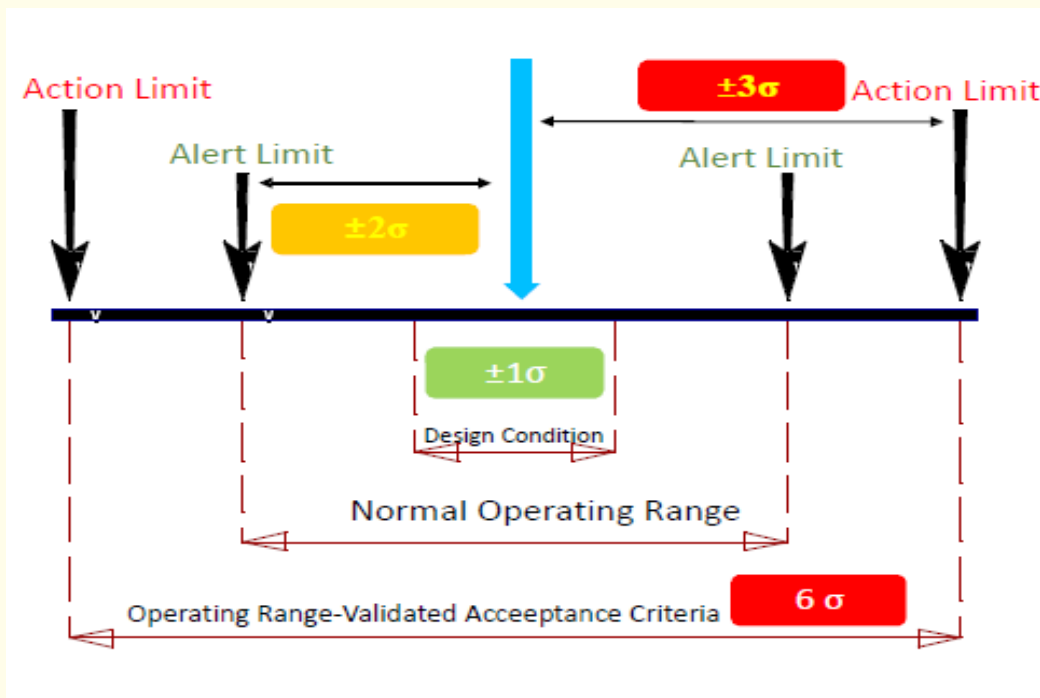 ±3σ
Action Limit
Action Limit
Alert Limit
Alert Limit
±2σ
v
v
±1σ
Design Condition
Normal Operating Range
6 σ
Operating Range-Validated Acceeptance Criteria